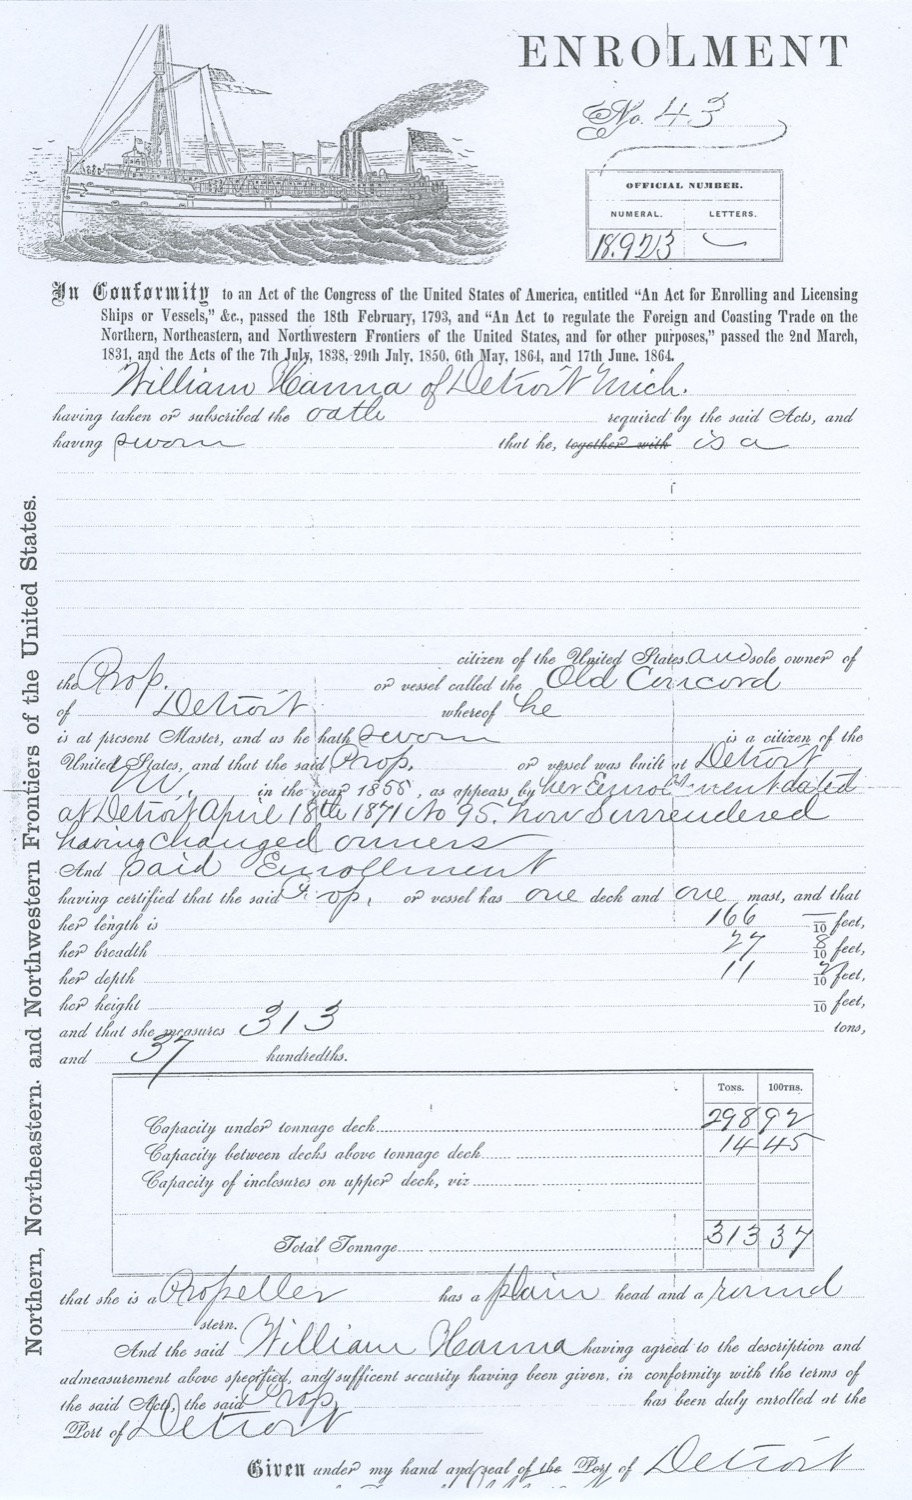 ENROLMENT
No. 43
OFFICIAL NUMBER.
NUMERAL. LETTERS.
18.923
In Conformity to an Act of the Congress of the United States of America, entitled "An Act for Enrolling and Licensing
Ships or Vessels," &c., passed the 18th February, 1793, and "An Act to regulate the Foreign and Coasting Trade on the
Northern, Northeastern, and Northwestern Frontiers of the United States, and for other purposes," passed the 2nd March,
1831, and the Acts of the 7th July, 1838, 29th July, 1850, 6th May, 1864, and 17th June, 1864.
William Hanna of Detroit Mich.
having taken or subscribed the oath required by the said Acts, and
having sworn that he, together with is a
citizen of the United States and sole owner of
the Prop. or vessel called the Old Concord
of Detroit whereof he
is at present Master, and as he hath sworn is a citizen of the
United States, and that the said Prop. or vessel was built at Detroit
M. in the year 1855, as appears by her Enrollment dated
at Detroit April 18th 1871 No 95. now surrendered
having changed owners
And said Enrollment
having certified that the said Prop. or vessel has one deck and one mast, and that
her length is 166 — /10 feet,
her breadth 27 8/10 feet,
her depth 11 2/10 feet,
her height /10 feet,
and that she measures 313 tons,
and 37 hundredths.
TONS. 100THS.
Capacity under tonnage deck 298 92
Capacity between decks above tonnage deck 14 45
Capacity of inclosures on upper deck, viz
Total Tonnage 313 37
that she is a Propeller has a plain head and a round
stern.
And the said William Hanna having agreed to the description and
admeasurement above specified, and sufficent security having been given, in conformity with the terms of
the said Acts, the said Prop. has been duly enrolled at the
Port of Detroit
Given under my hand and seal of the Port of Detroit
Northern, Northeastern. and Northwestern Frontiers of the United States.